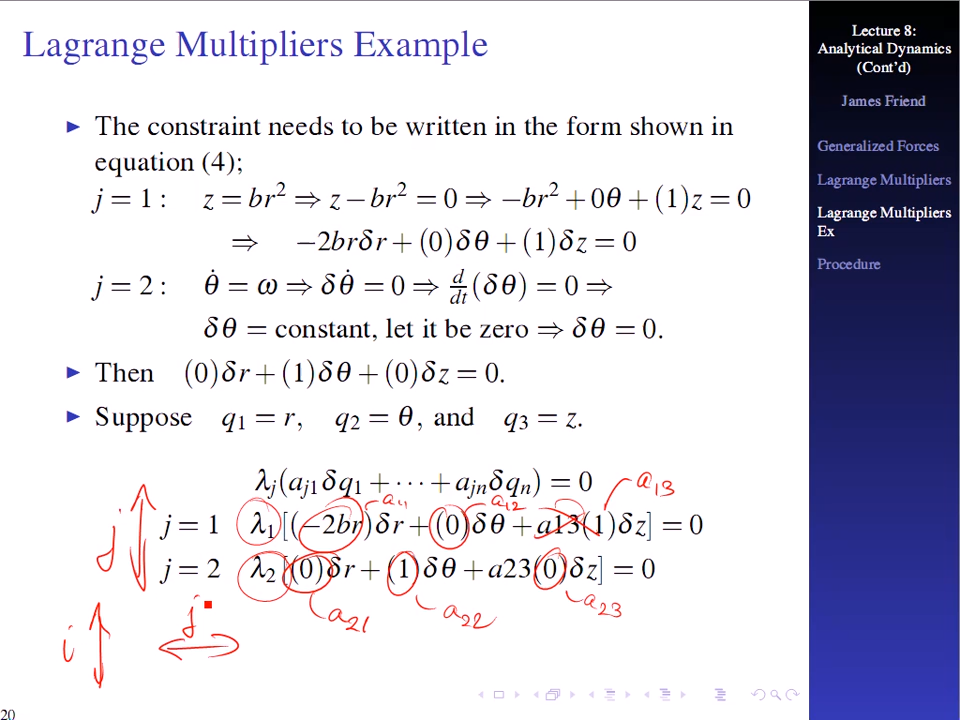 Lagrange Multipliers Example
▶ The constraint needs to be written in the form shown in
equation (4);
j = 1 : z = br² ⇒ z − br² = 0 ⇒ −br² + 0θ + (1)z = 0
⇒ −2brδr + (0)δθ + (1)δz = 0
j = 2 : θ̇ = ω ⇒ δθ̇ = 0 ⇒ d/dt (δθ) = 0 ⇒
δθ = constant, let it be zero ⇒ δθ = 0.
▶ Then (0)δr + (1)δθ + (0)δz = 0.
▶ Suppose q₁ = r, q₂ = θ, and q₃ = z.
λⱼ(aⱼ₁δq₁ + ··· + aⱼₙδqₙ) = 0
a₁₁ a₁₂ a₁₃
j = 1 λ₁[(−2br)δr + (0)δθ + a13(1)δz] = 0
j = 2 λ₂[(0)δr + (1)δθ + a23(0)δz] = 0
a₂₁ a₂₂ a₂₃
j
i
j
20
Lecture 8:
Analytical Dynamics
(Cont'd)
James Friend
Generalized Forces
Lagrange Multipliers
Lagrange Multipliers
Ex
Procedure